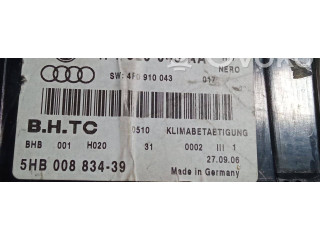 NERO
SW: 4F0 910 043 017
B.H.TC 9510 KLIMABETAETIGUNG
BHB 001 H020 31 0002 III 1
27.09.06
5HB 008 834-39 Made in Germany